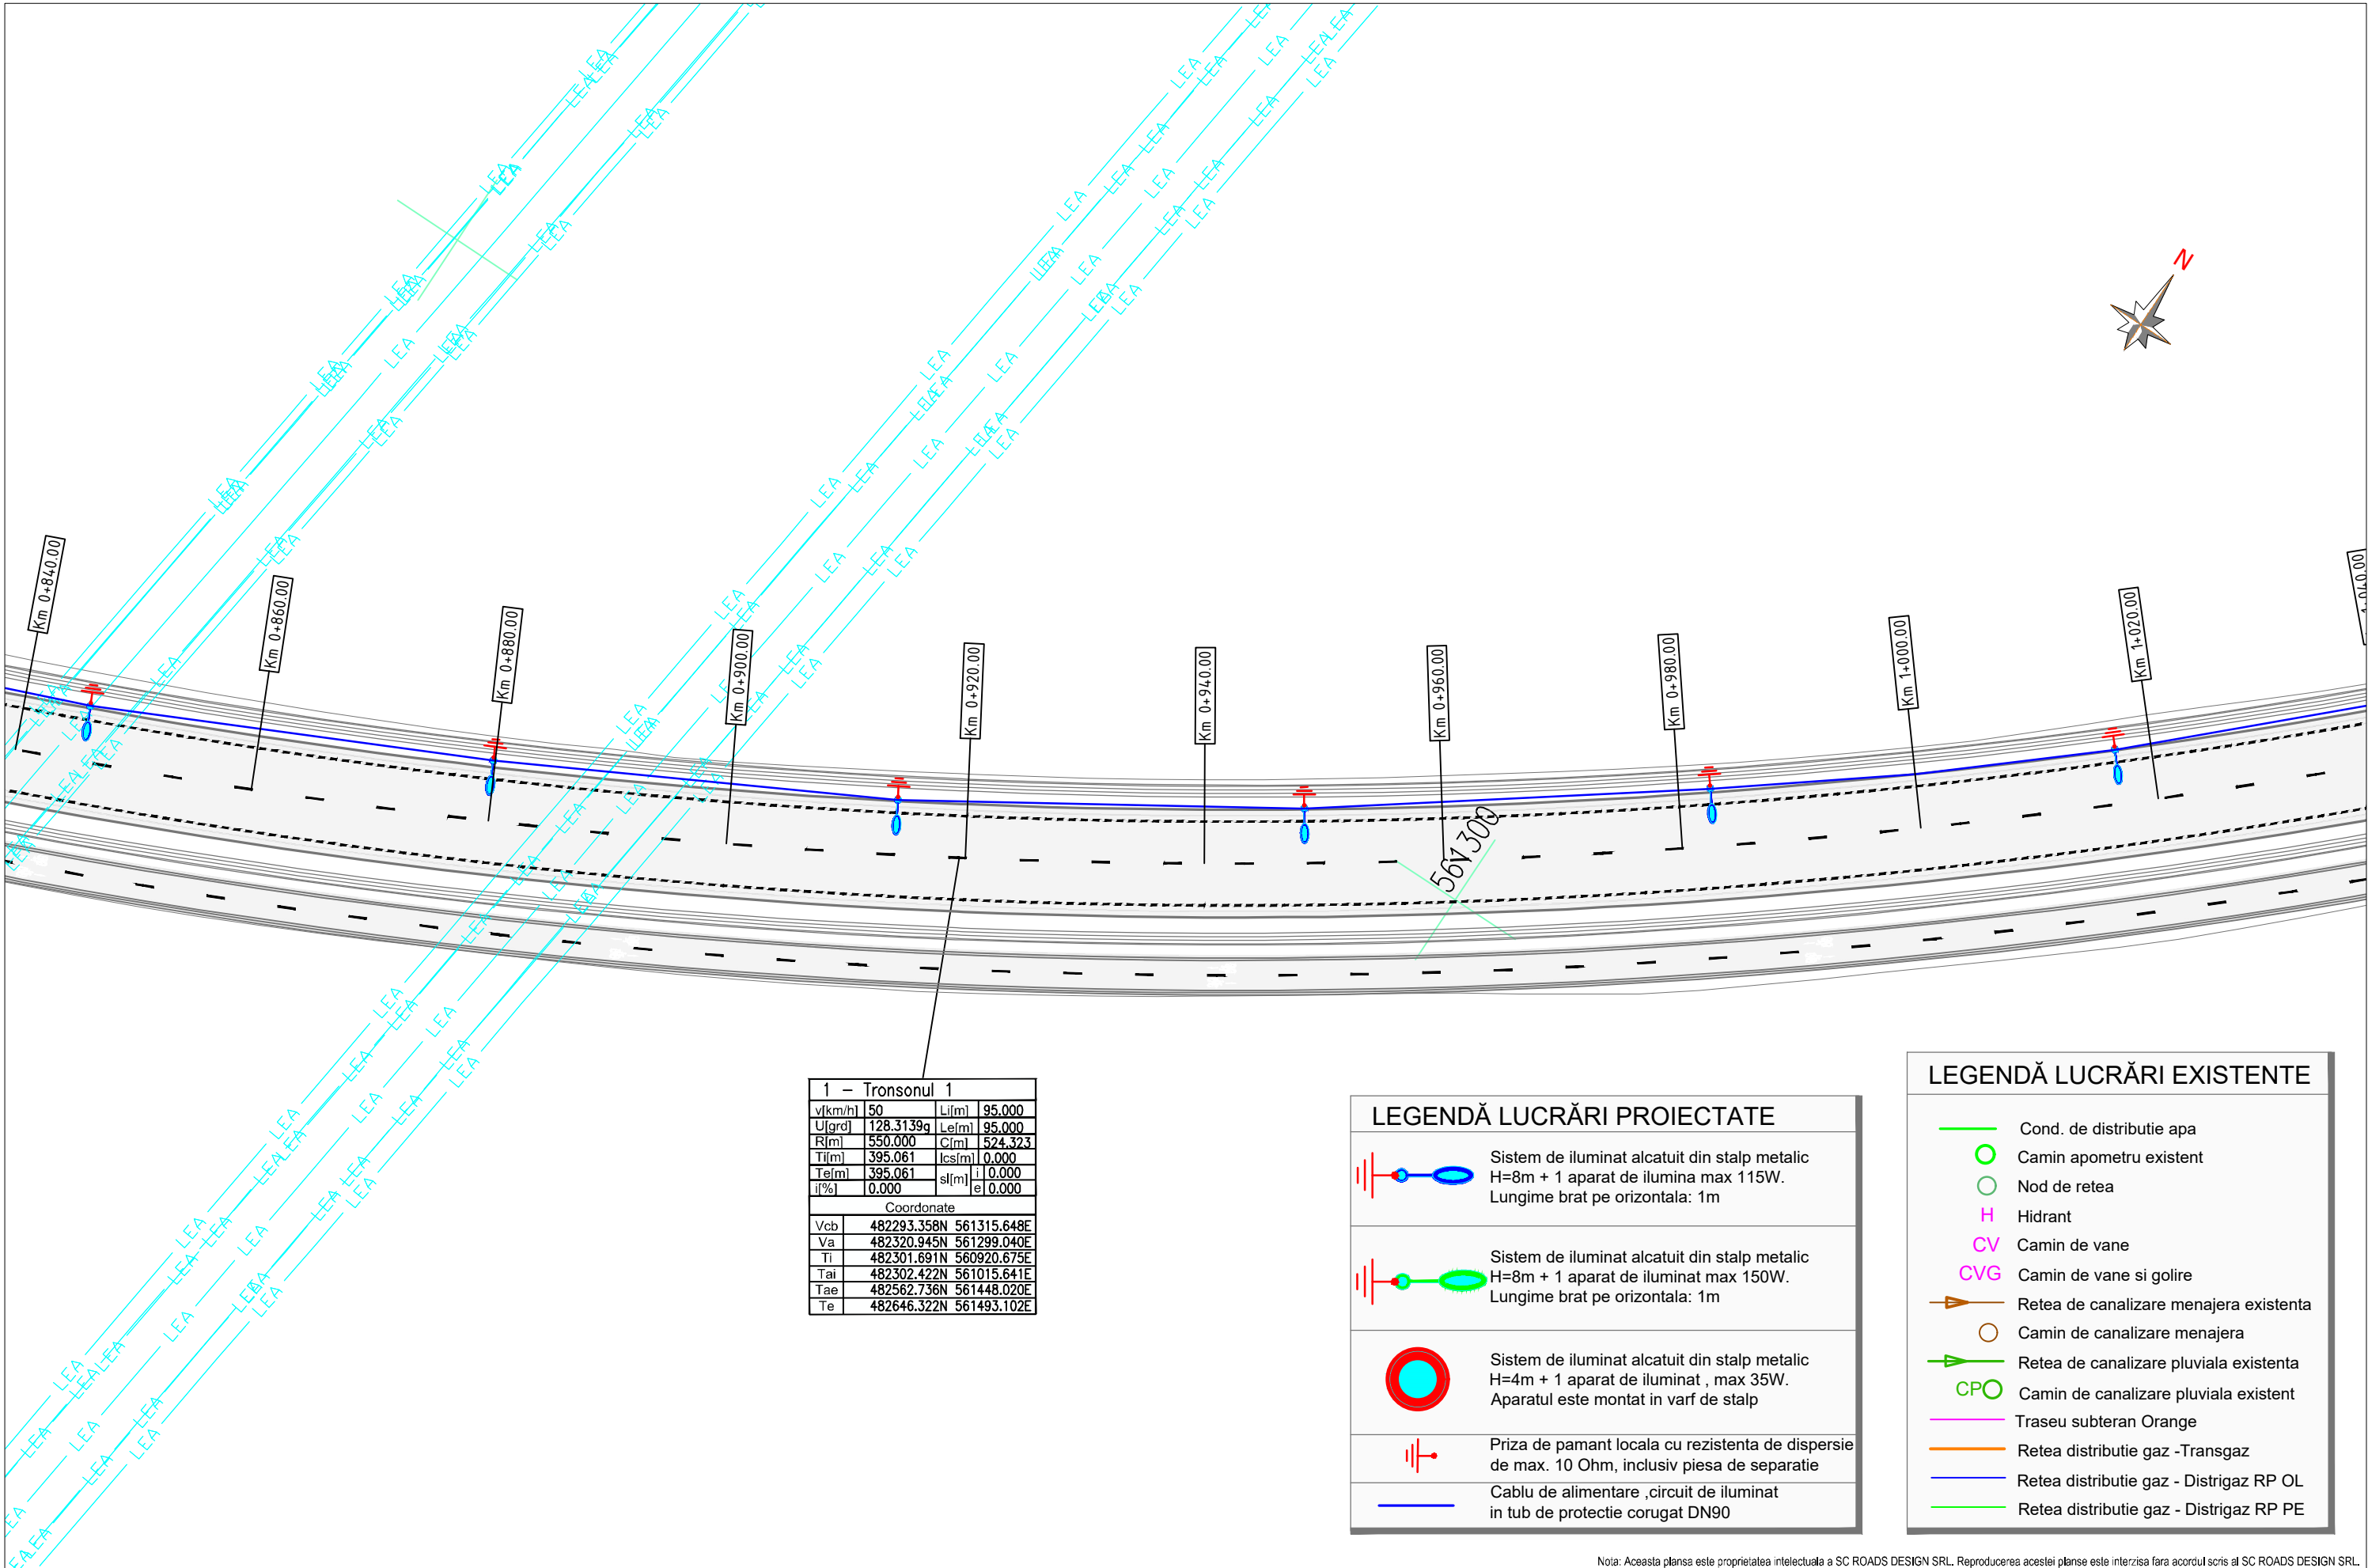 N
Km 0+840.00
Km 0+860.00
Km 0+880.00
Km 0+900.00
Km 0+920.00
Km 0+940.00
Km 0+960.00
Km 0+980.00
Km 1+000.00
Km 1+020.00
LEA
561300
1 – Tronsonul 1
v[km/h] 50 Li[m] 95.000
U[grd] 128.3139g Le[m] 95.000
R[m] 550.000 C[m] 524.323
Ti[m] 395.061 Ics[m] 0.000
Te[m] 395.061 sl[m] i 0.000
i[%] 0.000 e 0.000
Coordonate
Vcb 482293.358N 561315.648E
Va 482320.945N 561299.040E
Ti 482301.691N 560920.675E
Tai 482302.422N 561015.641E
Tae 482562.736N 561448.020E
Te 482646.322N 561493.102E
LEGENDĂ LUCRĂRI PROIECTATE
Sistem de iluminat alcatuit din stalp metalic
H=8m + 1 aparat de ilumina max 115W.
Lungime brat pe orizontala: 1m
Sistem de iluminat alcatuit din stalp metalic
H=8m + 1 aparat de iluminat max 150W.
Lungime brat pe orizontala: 1m
Sistem de iluminat alcatuit din stalp metalic
H=4m + 1 aparat de iluminat , max 35W.
Aparatul este montat in varf de stalp
Priza de pamant locala cu rezistenta de dispersie
de max. 10 Ohm, inclusiv piesa de separatie
Cablu de alimentare ,circuit de iluminat
in tub de protectie corugat DN90
LEGENDĂ LUCRĂRI EXISTENTE
Cond. de distributie apa
Camin apometru existent
Nod de retea
H Hidrant
CV Camin de vane
CVG Camin de vane si golire
Retea de canalizare menajera existenta
Camin de canalizare menajera
Retea de canalizare pluviala existenta
CP Camin de canalizare pluviala existent
Traseu subteran Orange
Retea distributie gaz -Transgaz
Retea distributie gaz - Distrigaz RP OL
Retea distributie gaz - Distrigaz RP PE
Nota: Aceasta plansa este proprietatea intelectuala a SC ROADS DESIGN SRL. Reproducerea acestei planse este interzisa fara acordul scris al SC ROADS DESIGN SRL.